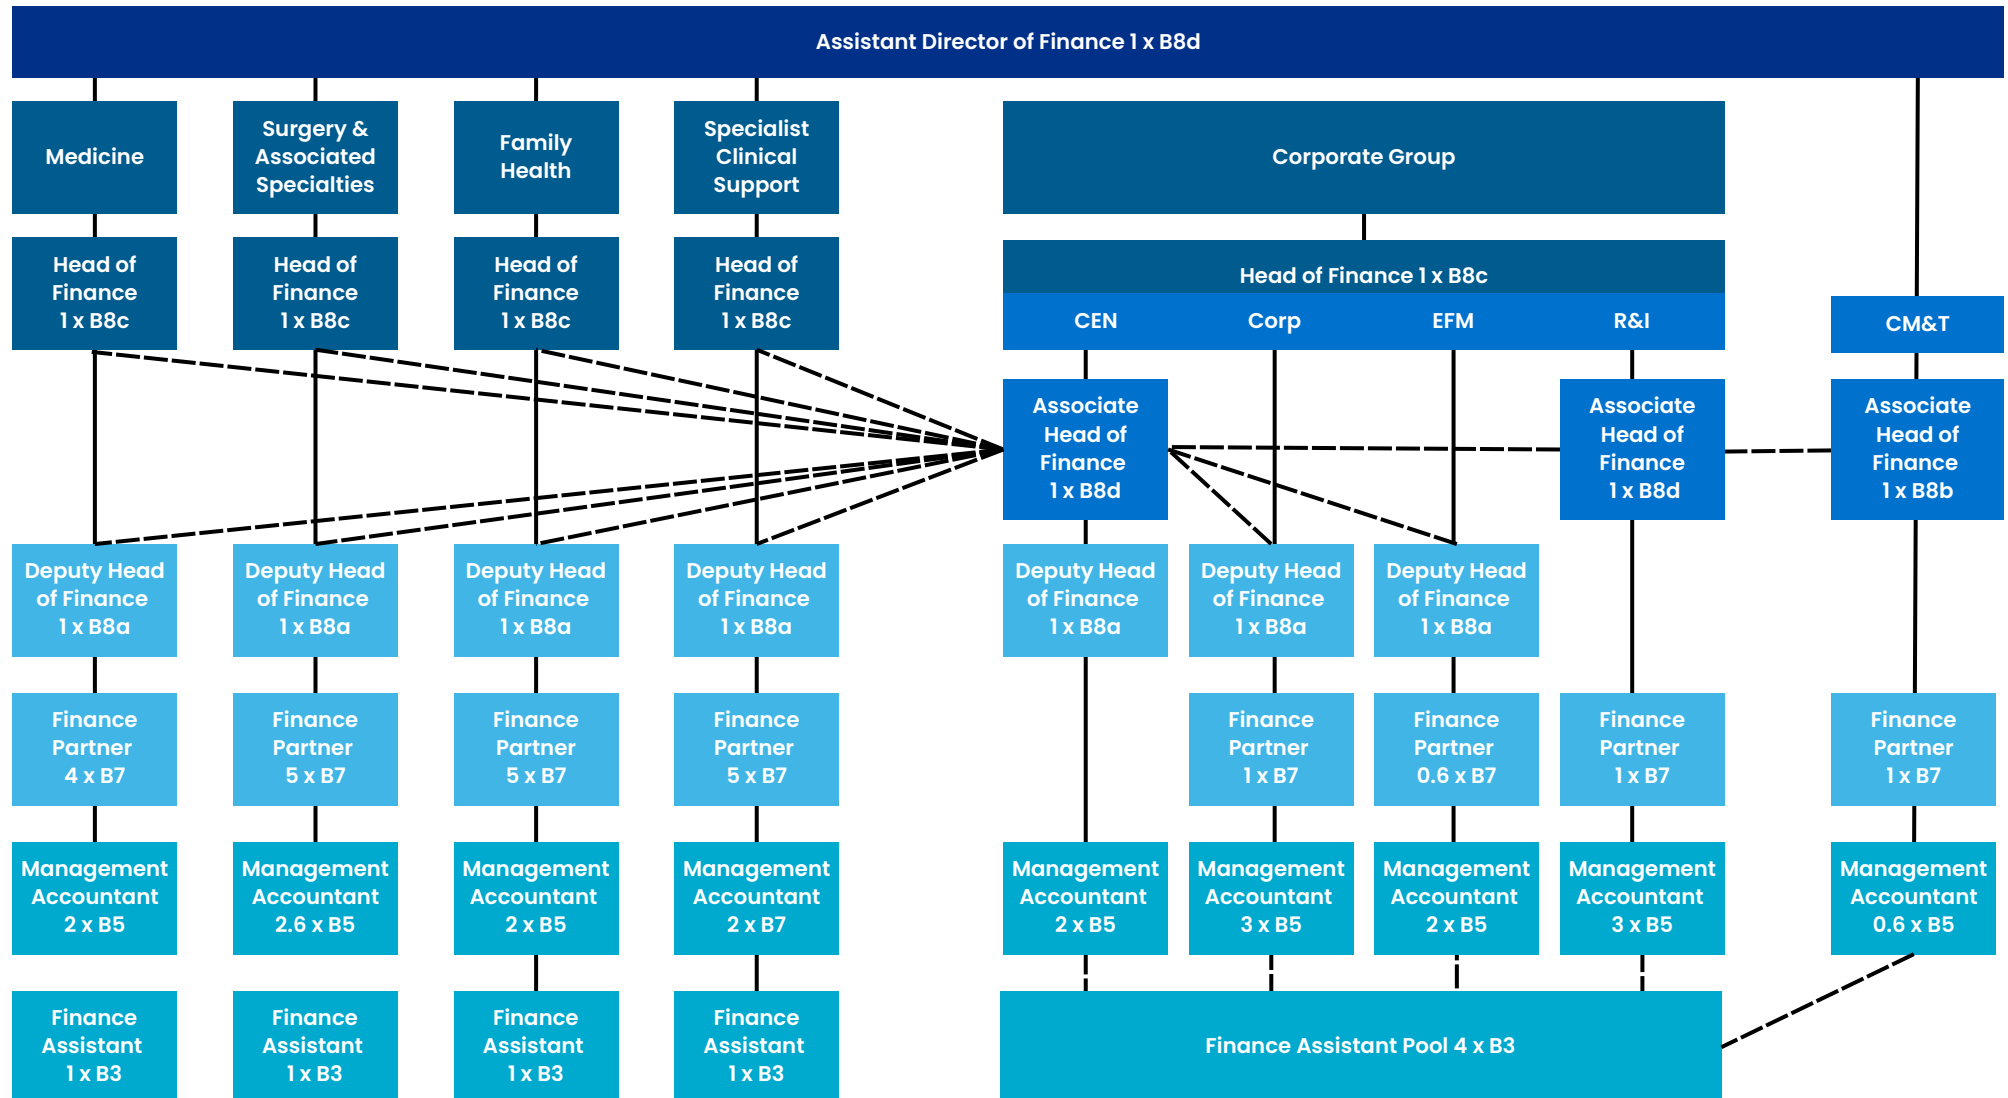 Assistant Director of Finance 1 x B8d
Medicine
Surgery &
Associated
Specialties
Family
Health
Specialist
Clinical
Support
Corporate Group
Head of
Finance
1 x B8c
Head of
Finance
1 x B8c
Head of
Finance
1 x B8c
Head of
Finance
1 x B8c
Head of Finance 1 x B8c
CEN
Corp
EFM
R&I
CM&T
Associate
Head of
Finance
1 x B8d
Associate
Head of
Finance
1 x B8d
Associate
Head of
Finance
1 x B8b
Deputy Head
of Finance
1 x B8a
Deputy Head
of Finance
1 x B8a
Deputy Head
of Finance
1 x B8a
Deputy Head
of Finance
1 x B8a
Deputy Head
of Finance
1 x B8a
Deputy Head
of Finance
1 x B8a
Deputy Head
of Finance
1 x B8a
Finance
Partner
4 x B7
Finance
Partner
5 x B7
Finance
Partner
5 x B7
Finance
Partner
5 x B7
Finance
Partner
1 x B7
Finance
Partner
0.6 x B7
Finance
Partner
1 x B7
Finance
Partner
1 x B7
Management
Accountant
2 x B5
Management
Accountant
2.6 x B5
Management
Accountant
2 x B5
Management
Accountant
2 x B7
Management
Accountant
2 x B5
Management
Accountant
3 x B5
Management
Accountant
2 x B5
Management
Accountant
3 x B5
Management
Accountant
0.6 x B5
Finance
Assistant
1 x B3
Finance
Assistant
1 x B3
Finance
Assistant
1 x B3
Finance
Assistant
1 x B3
Finance Assistant Pool 4 x B3